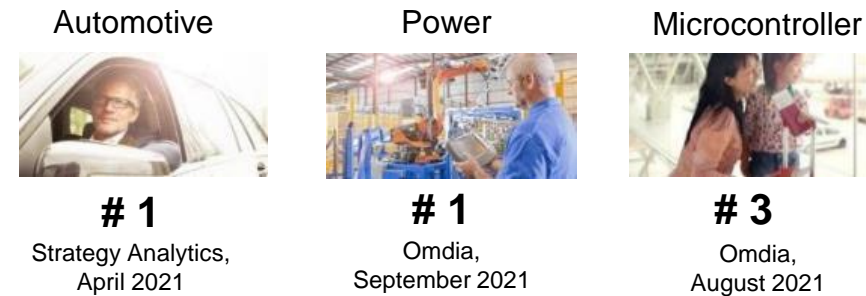 Automotive
Power
Microcontroller
# 1
# 1
# 3
Strategy Analytics,
April 2021
Omdia,
September 2021
Omdia,
August 2021